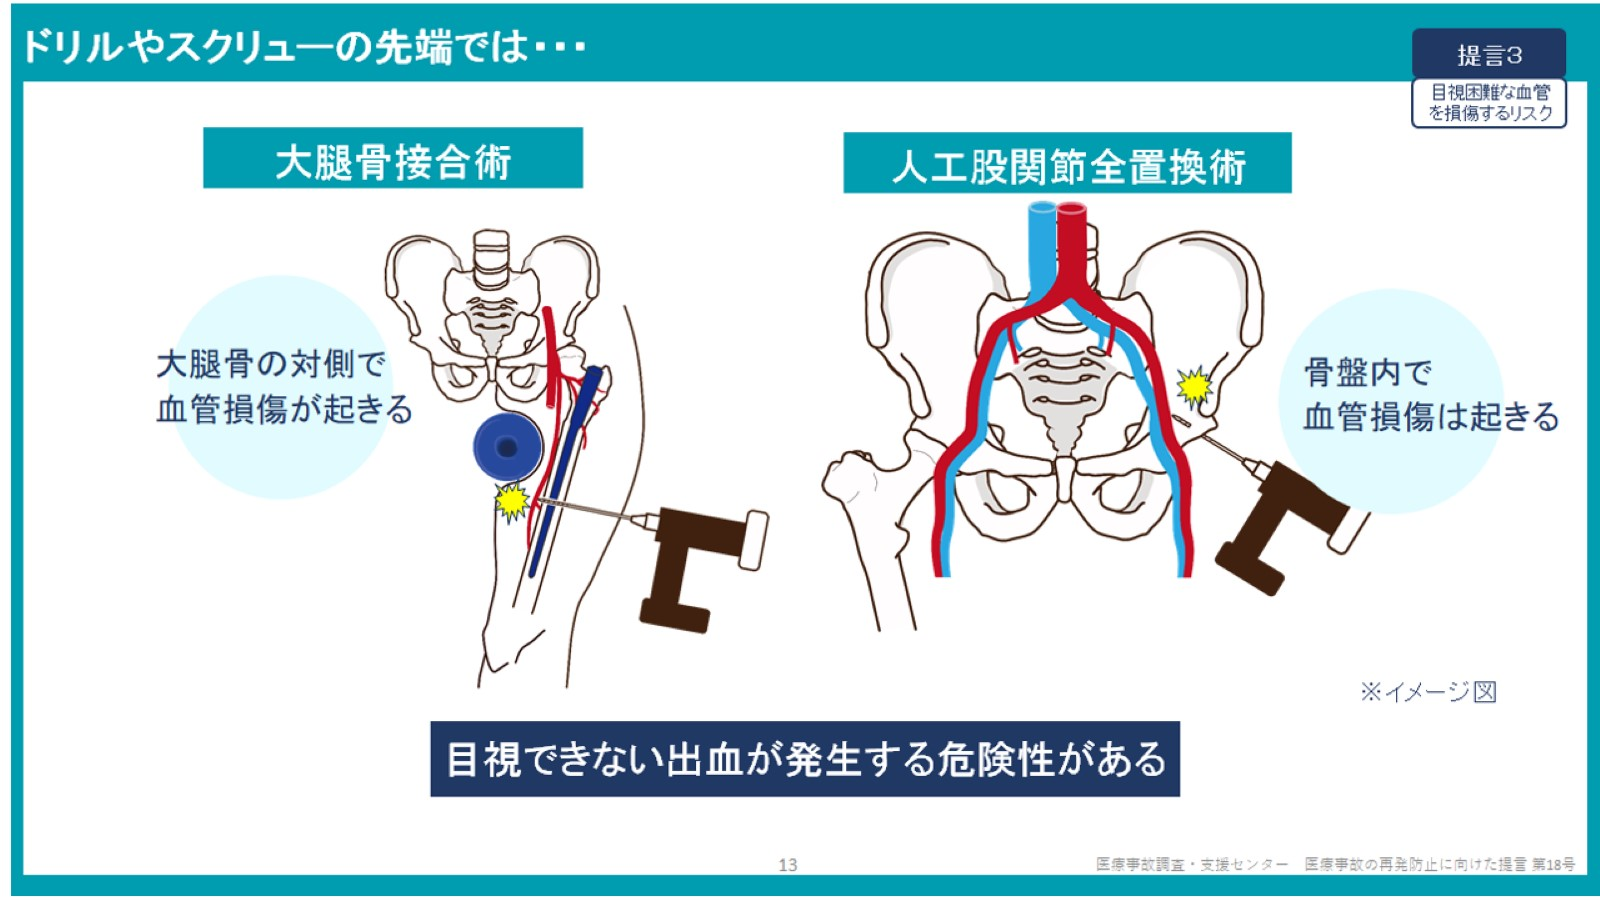 ドリルやスクリューの先端では・・・
提言3
目視困難な血管
を損傷するリスク
大腿骨接合術
人工股関節全置換術
大腿骨の対側で
血管損傷が起きる
骨盤内で
血管損傷は起きる
※イメージ図
目視できない出血が発生する危険性がある
13
医療事故調査・支援センター　医療事故の再発防止に向けた提言 第18号